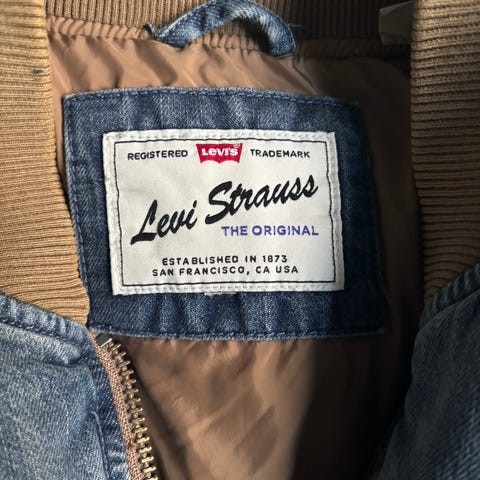 REGISTERED Levi's TRADEMARK
Levi Strauss
THE ORIGINAL
ESTABLISHED IN 1873
SAN FRANCISCO, CA USA